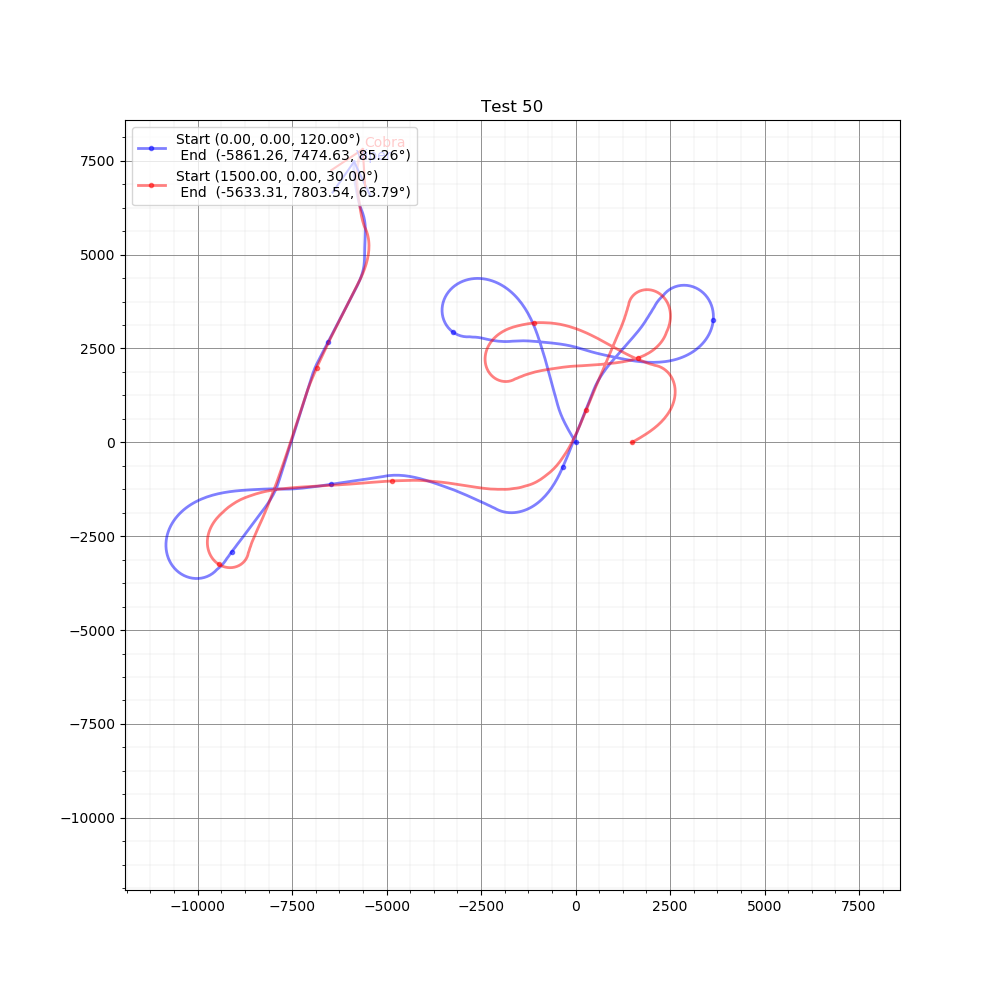 Test 50
Start (0.00, 0.00, 120.00°)
End (-5861.26, 7474.63, 85.26°)
Start (1500.00, 0.00, 30.00°)
End (-5633.31, 7803.54, 63.79°)
Cobra
7500
5000
2500
0
−2500
−5000
−7500
−10000
−10000 −7500 −5000 −2500 0 2500 5000 7500